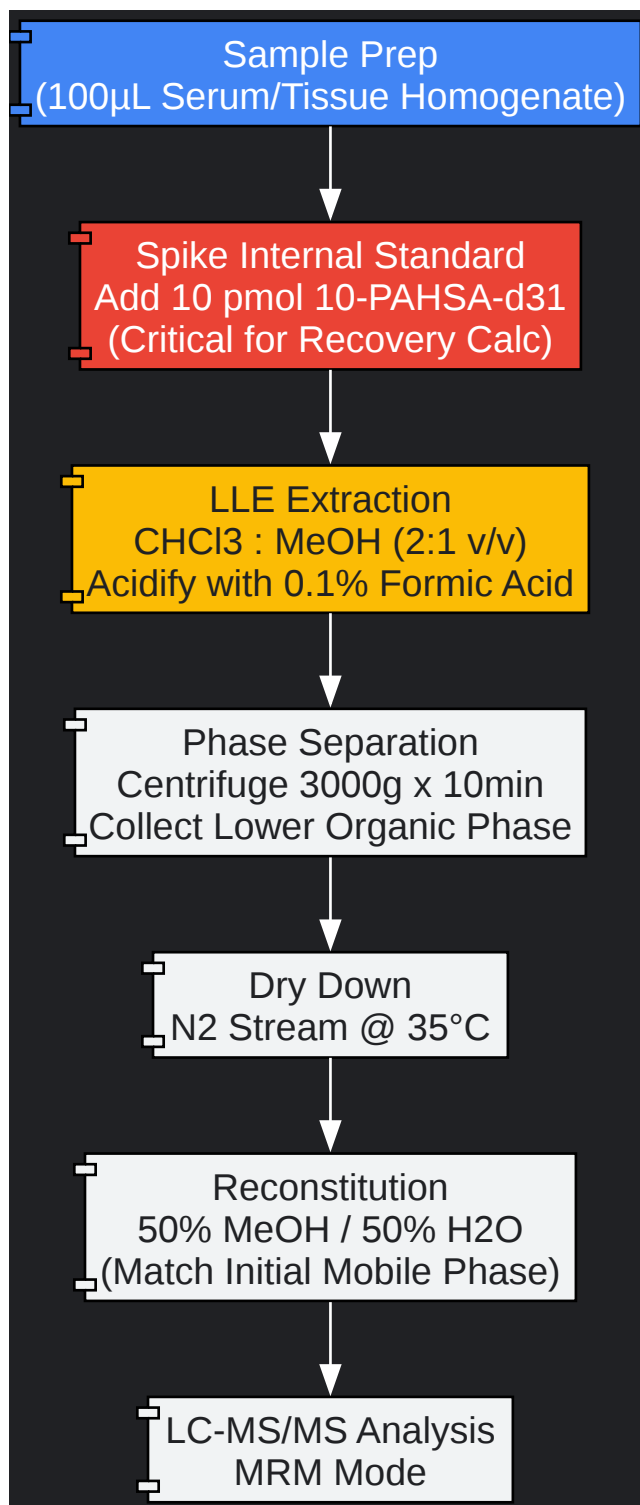 Sample Prep
(100µL Serum/Tissue Homogenate)
Spike Internal Standard
Add 10 pmol 10-PAHSA-d31
(Critical for Recovery Calc)
LLE Extraction
CHCl3 : MeOH (2:1 v/v)
Acidify with 0.1% Formic Acid
Phase Separation
Centrifuge 3000g x 10min
Collect Lower Organic Phase
Dry Down
N2 Stream @ 35°C
Reconstitution
50% MeOH / 50% H2O
(Match Initial Mobile Phase)
LC-MS/MS Analysis
MRM Mode